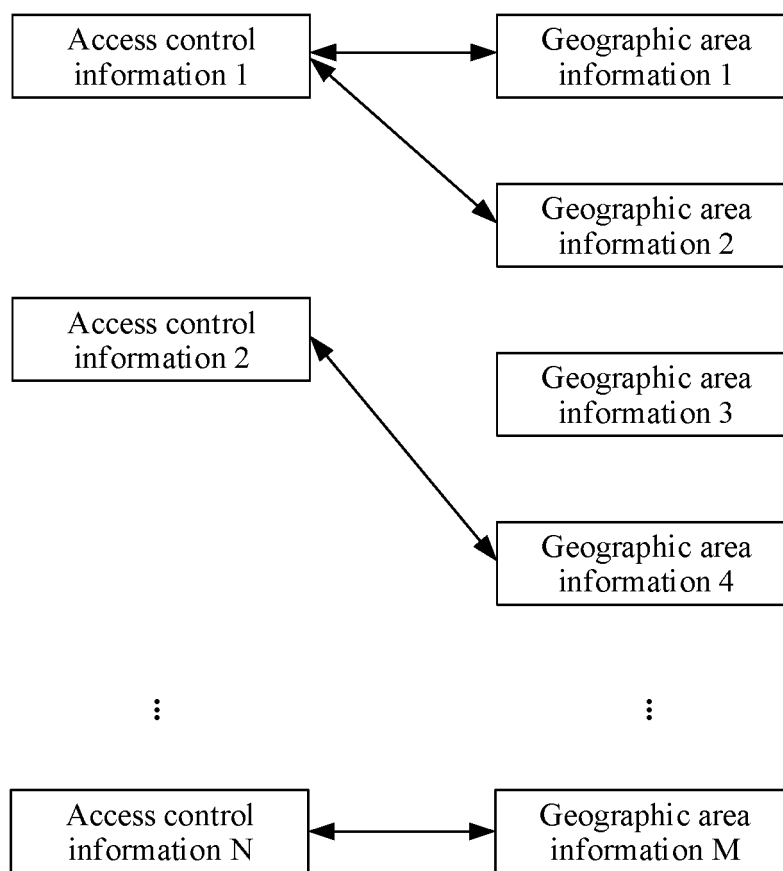 Access control
information 1
Geographic area
information 1
Geographic area
information 2
Access control
information 2
Geographic area
information 3
Geographic area
information 4
⋮
⋮
Access control
information N
Geographic area
information M